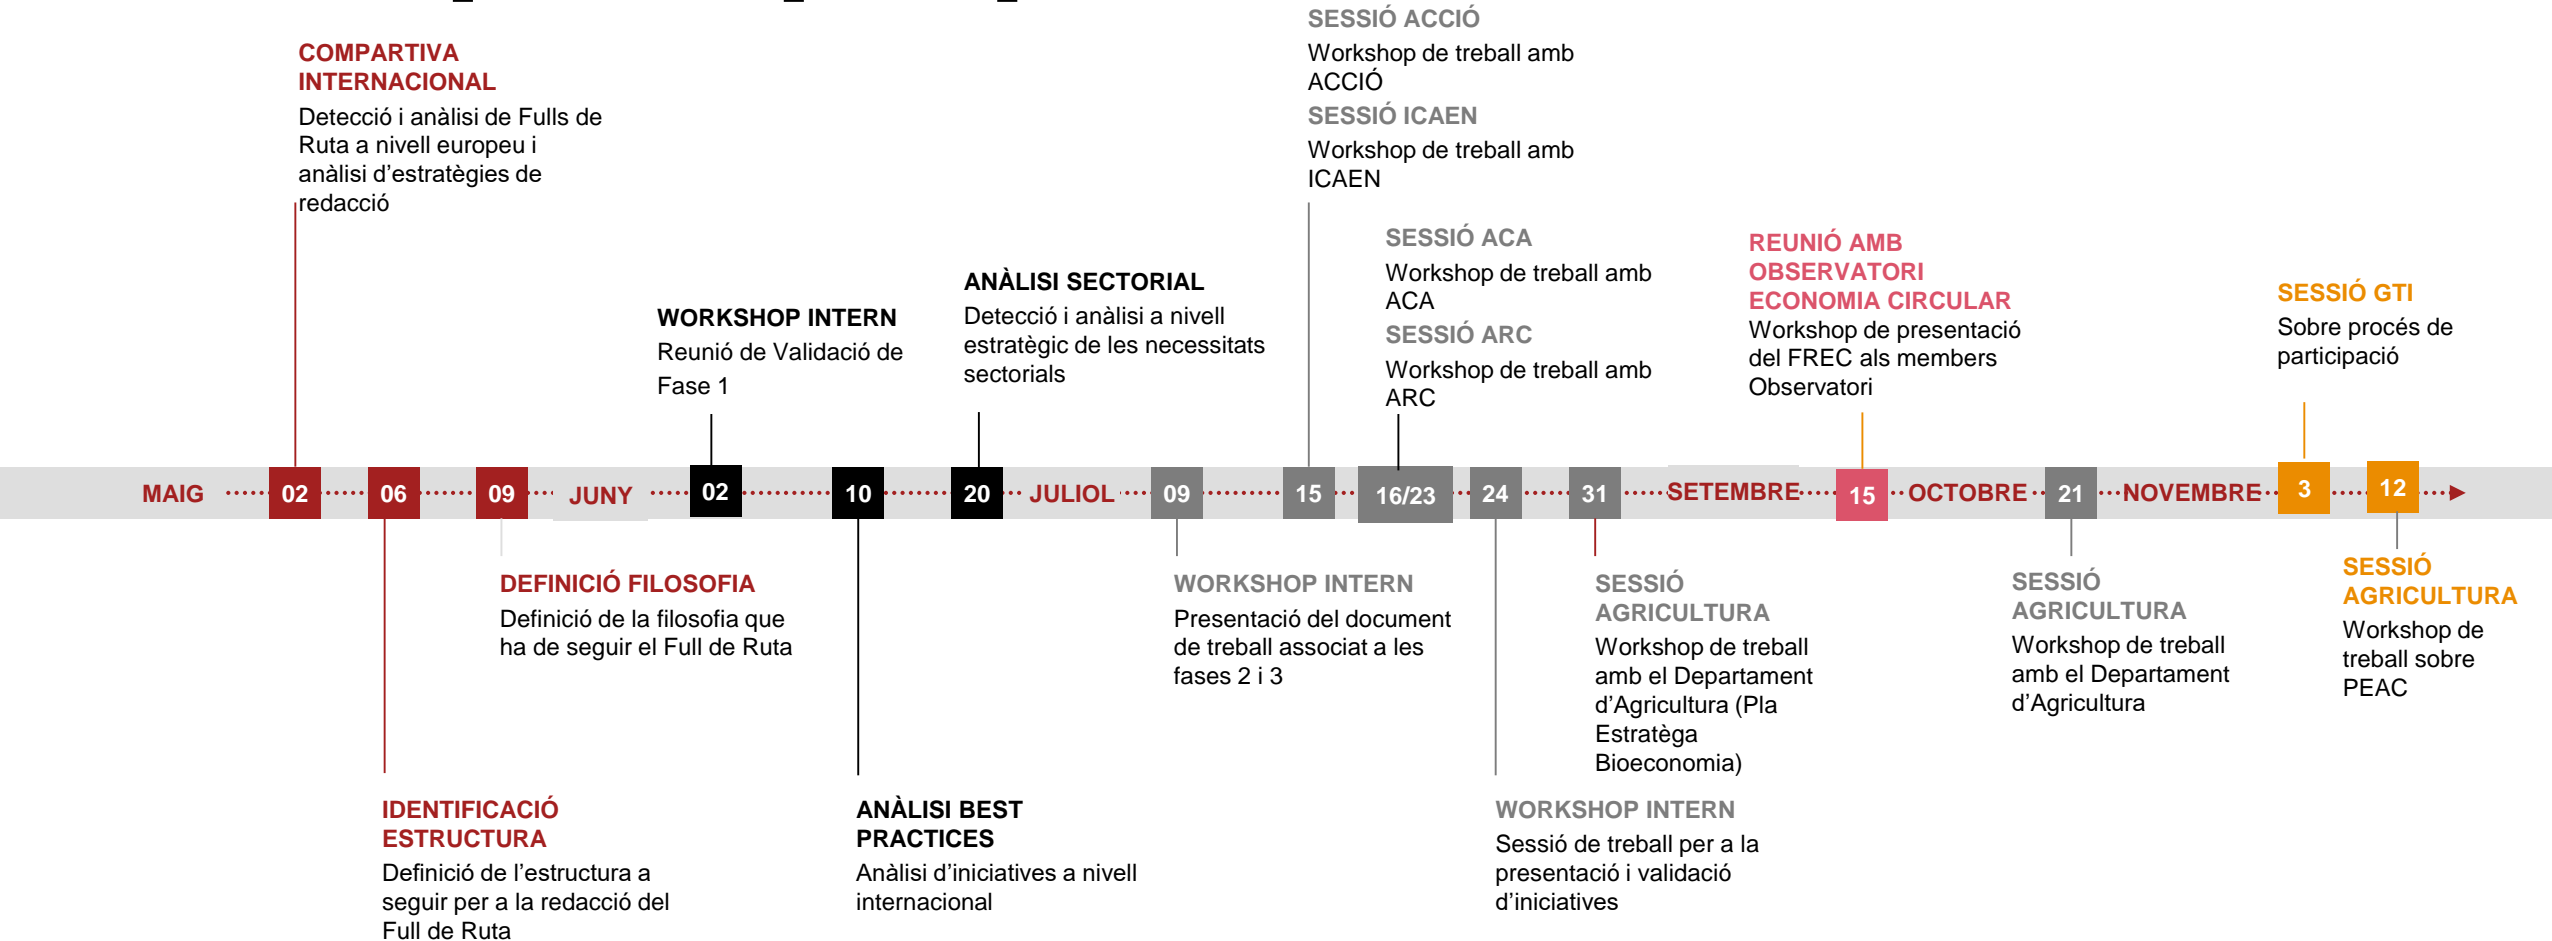 COMPARTIVA
INTERNACIONAL
Detecció i anàlisi de Fulls de
Ruta a nivell europeu i
anàlisi d’estratègies de
redacció
WORKSHOP INTERN
Reunió de Validació de
Fase 1
ANÀLISI SECTORIAL
Detecció i anàlisi a nivell
estratègic de les necessitats
sectorials
SESSIÓ ACCIÓ
Workshop de treball amb
ACCIÓ
SESSIÓ ICAEN
Workshop de treball amb
ICAEN
SESSIÓ ACA
Workshop de treball amb
ACA
SESSIÓ ARC
Workshop de treball amb
ARC
REUNIÓ AMB
OBSERVATORI
ECONOMIA CIRCULAR
Workshop de presentació
del FREC als members
Observatori
SESSIÓ GTI
Sobre procés de
participació
MAIG 02 06 09 JUNY 02 10 20 JULIOL 09 15 16/23 24 31 SETEMBRE 15 OCTOBRE 21 NOVEMBRE 3 12
IDENTIFICACIÓ
ESTRUCTURA
Definició de l’estructura a
seguir per a la redacció del
Full de Ruta
DEFINICIÓ FILOSOFIA
Definició de la filosofia que
ha de seguir el Full de Ruta
ANÀLISI BEST
PRACTICES
Anàlisi d’iniciatives a nivell
internacional
WORKSHOP INTERN
Presentació del document
de treball associat a les
fases 2 i 3
WORKSHOP INTERN
Sessió de treball per a la
presentació i validació
d’iniciatives
SESSIÓ
AGRICULTURA
Workshop de treball
amb el Departament
d’Agricultura (Pla
Estratèga
Bioeconomia)
SESSIÓ
AGRICULTURA
Workshop de treball
amb el Departament
d’Agricultura
SESSIÓ
AGRICULTURA
Workshop de
treball sobre
PEAC